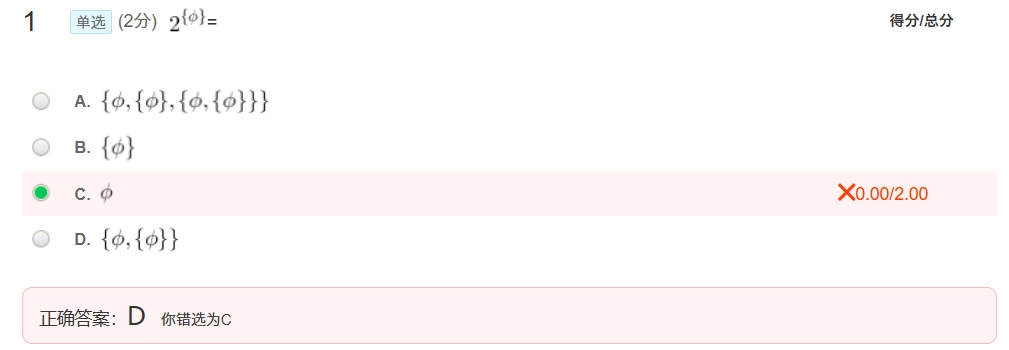 1 单选 (2分) $2^{\{\phi\}}$= 得分/总分
A. $\{\phi,\{\phi\},\{\phi,\{\phi\}\}\}$
B. $\{\phi\}$
C. $\phi$ ✕0.00/2.00
D. $\{\phi,\{\phi\}\}$
正确答案：D 你错选为C